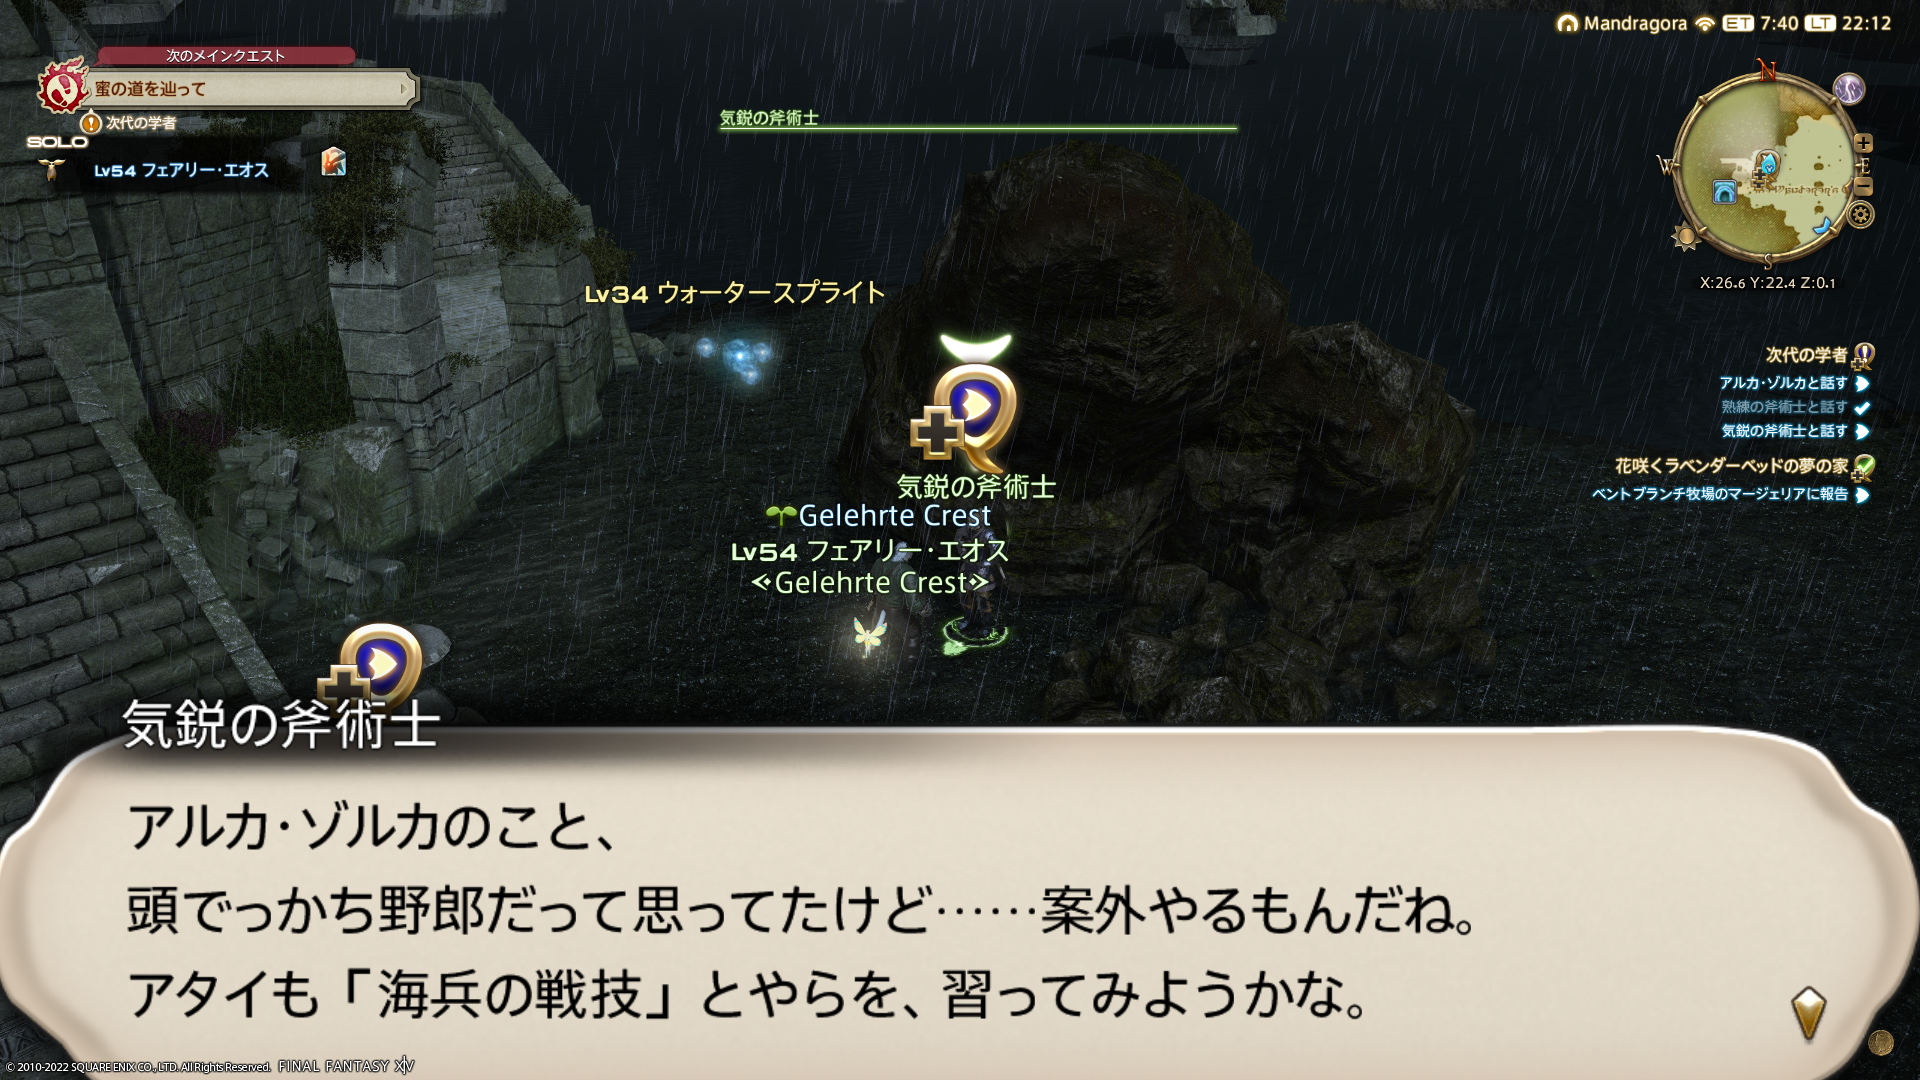 Mandragora ET 7:40 LT 22:12
次のメインクエスト
蜜の道を辿って
次代の学者
SOLO
Lv54 フェアリー・エオス
気鋭の斧術士
N
W
E
S
X:26.6 Y:22.4 Z:0.1
次代の学者
アルカ・ゾルカと話す
熟練の斧術士と話す
気鋭の斧術士と話す
花咲くラベンダーベッドの夢の家
ベントブランチ牧場のマージェリアに報告
Lv34 ウォータースプライト
気鋭の斧術士
Gelehrte Crest
Lv54 フェアリー・エオス
«Gelehrte Crest»
気鋭の斧術士
アルカ・ゾルカのこと、
頭でっかち野郎だって思ってたけど……案外やるもんだね。
アタイも「海兵の戦技」とやらを、習ってみようかな。
© 2010-2022 SQUARE ENIX CO., LTD. All Rights Reserved. FINAL FANTASY XIV